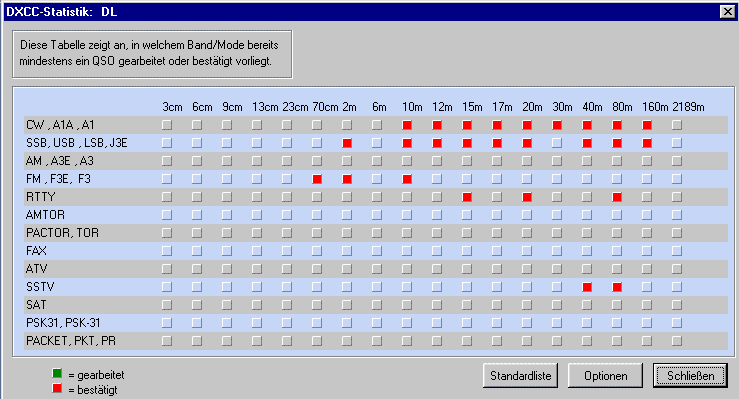 DXCC-Statistik: DL
Diese Tabelle zeigt an, in welchem Band/Mode bereits
mindestens ein QSO gearbeitet oder bestätigt vorliegt.
3cm 6cm 9cm 13cm 23cm 70cm 2m 6m 10m 12m 15m 17m 20m 30m 40m 80m 160m 2189m
CW , A1A , A1
SSB, USB , LSB, J3E
AM , A3E , A3
FM , F3E, F3
RTTY
AMTOR
PACTOR, TOR
FAX
ATV
SSTV
SAT
PSK31, PSK-31
PACKET, PKT, PR
= gearbeitet
= bestätigt
Standardliste Optionen Schließen